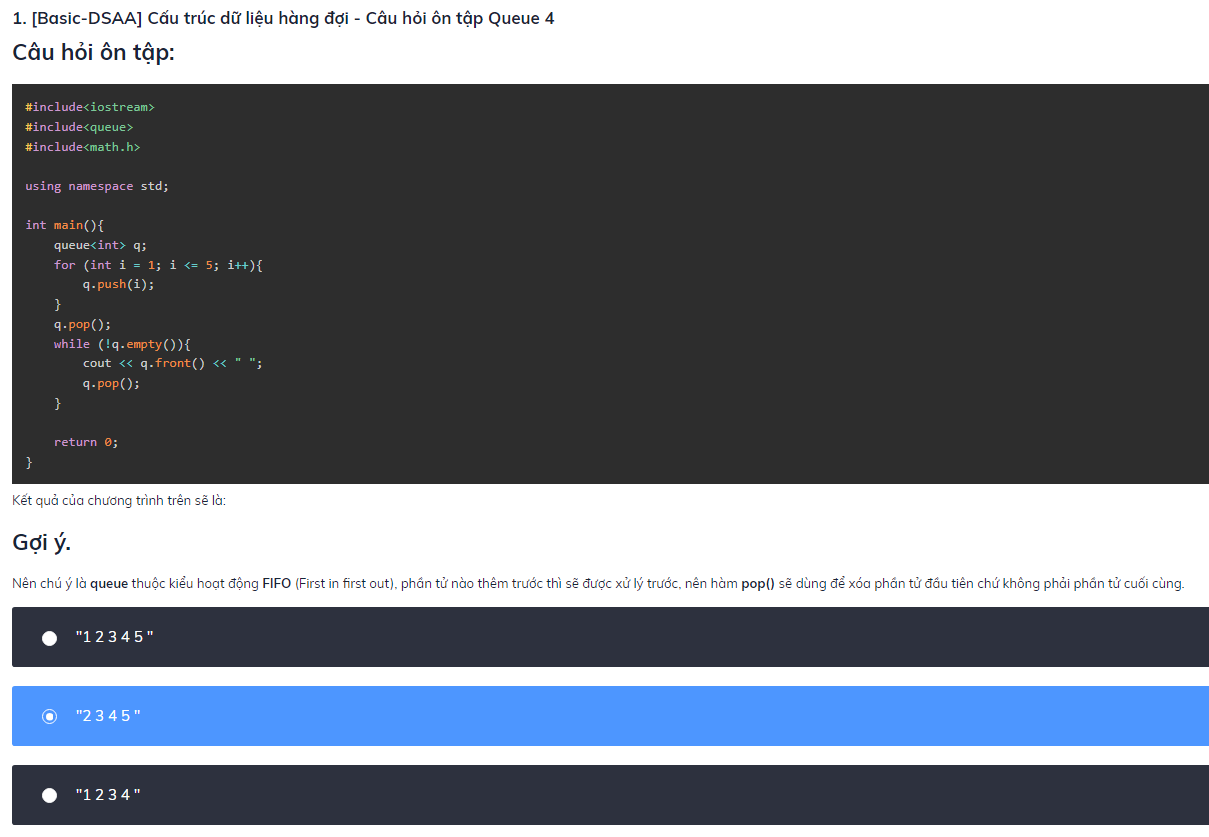 1. [Basic-DSAA] Cấu trúc dữ liệu hàng đợi - Câu hỏi ôn tập Queue 4
Câu hỏi ôn tập:
#include<iostream>
#include<queue>
#include<math.h>
using namespace std;
int main(){
    queue<int> q;
    for (int i = 1; i <= 5; i++){
        q.push(i);
    }
    q.pop();
    while (!q.empty()){
        cout << q.front() << " ";
        q.pop();
    }
    return 0;
}
Kết quả của chương trình trên sẽ là:
Gợi ý.
Nên chú ý là queue thuộc kiểu hoạt động FIFO (First in first out), phần tử nào thêm trước thì sẽ được xử lý trước, nên hàm pop() sẽ dùng để xóa phần tử đầu tiên chứ không phải phần tử cuối cùng.
"1 2 3 4 5 "
"2 3 4 5 "
"1 2 3 4 "